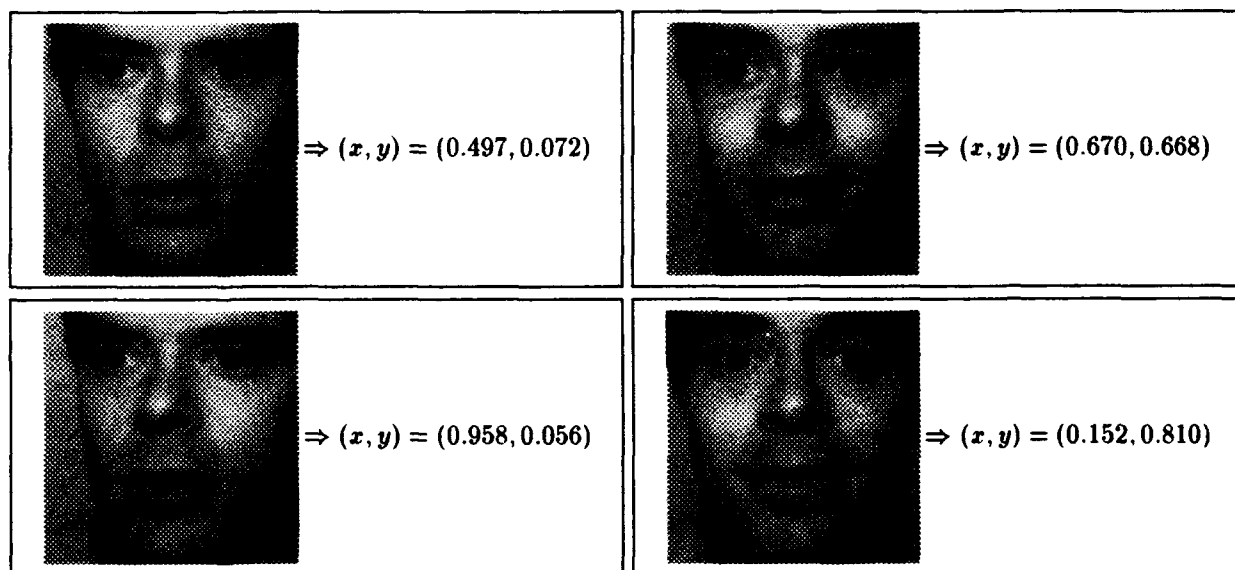 ⇒ (x, y) = (0.497, 0.072)
⇒ (x, y) = (0.670, 0.668)
⇒ (x, y) = (0.958, 0.056)
⇒ (x, y) = (0.152, 0.810)